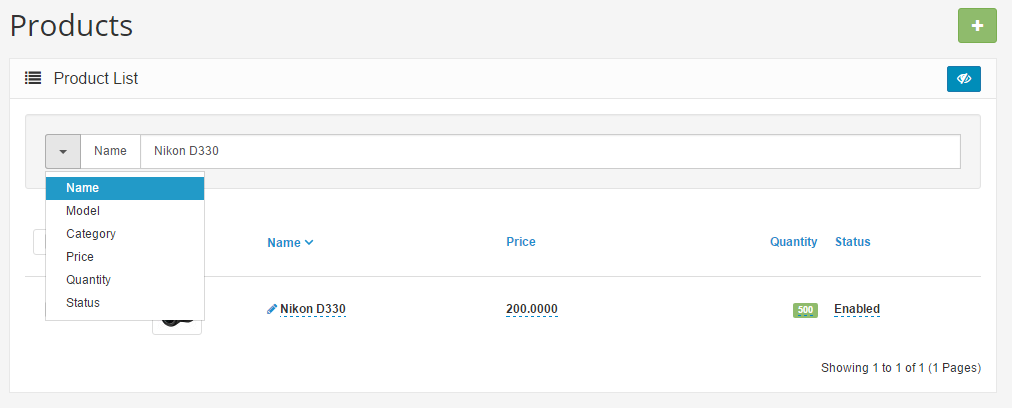 Products
Product List
Name Nikon D330
Name
Model
Category
Price
Quantity
Status
Name Price Quantity Status
Nikon D330 200.0000 500 Enabled
Showing 1 to 1 of 1 (1 Pages)